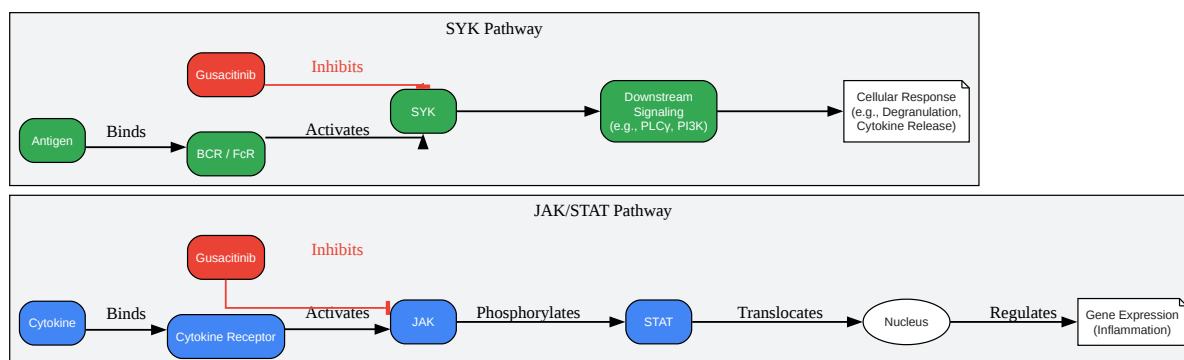 SYK Pathway
Gusacitinib
Inhibits
SYK
Downstream
Signaling
(e.g., PLCγ, PI3K)
Cellular Response
(e.g., Degranulation,
Cytokine Release)
Antigen
Binds
BCR / FcR
Activates
JAK/STAT Pathway
Gusacitinib
Inhibits
Cytokine
Binds
Cytokine Receptor
Activates
JAK
Phosphorylates
STAT
Translocates
Nucleus
Regulates
Gene Expression
(Inflammation)